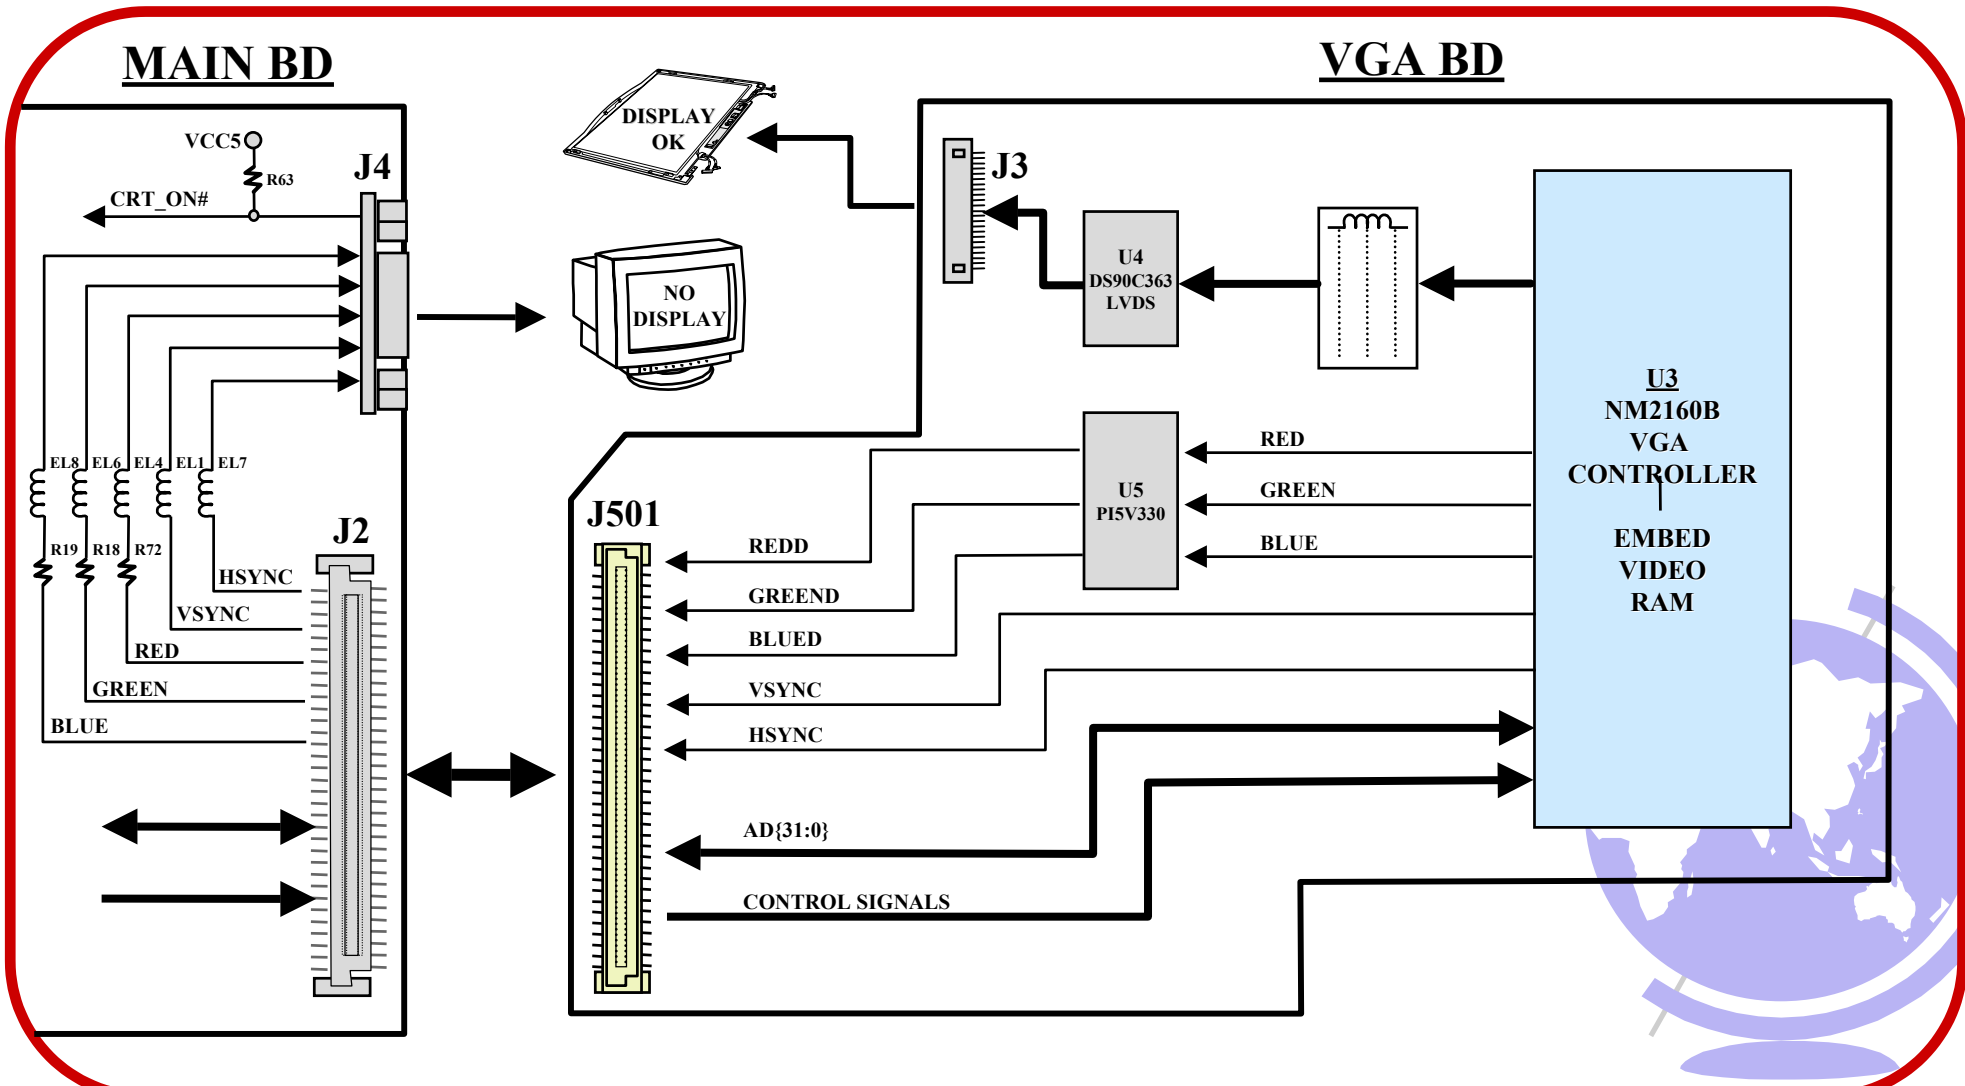 MAIN BD
VGA BD
VCC5
R63
J4
CRT_ON#
DISPLAY
OK
J3
NO
DISPLAY
U4
DS90C363
LVDS
U3
NM2160B
VGA
CONTROLLER
EMBED
VIDEO
RAM
RED
GREEN
BLUE
U5
PI5V330
EL8
EL6
EL4
EL1
EL7
R19
R18
R72
J2
HSYNC
VSYNC
RED
GREEN
BLUE
J501
REDD
GREEND
BLUED
VSYNC
HSYNC
AD{31:0}
CONTROL SIGNALS